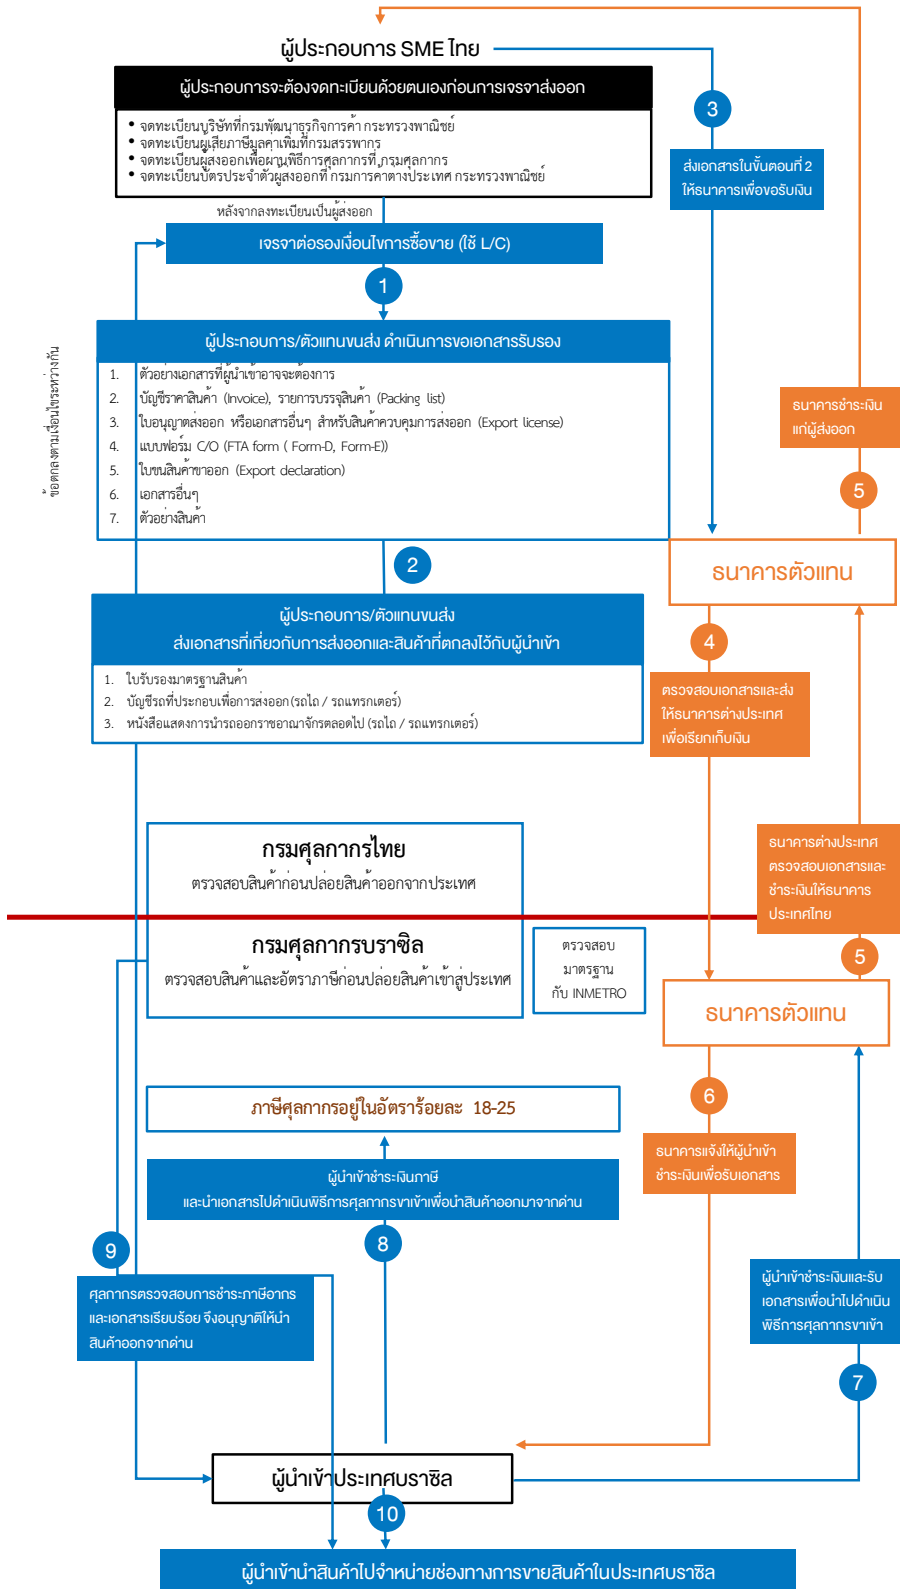 ผู้ประกอบการ SME ไทย
ผู้ประกอบการจะต้องจดทะเบียนด้วยตนเองก่อนการเจรจาส่งออก
• จดทะเบียนบริษัทที่กรมพัฒนาธุรกิจการค้า กระทรวงพาณิชย์
• จดทะเบียนผู้เสียภาษีมูลค่าเพิ่มที่กรมสรรพากร
• จดทะเบียนผู้ส่งออกเพื่อผ่านพิธีการศุลกากรที่ กรมศุลกากร
• จดทะเบียนบัตรประจำตัวผู้ส่งออกที่ กรมการค้าต่างประเทศ กระทรวงพาณิชย์
3
ส่งเอกสารในขั้นตอนที่ 2
ให้ธนาคารเพื่อขอรับเงิน
หลังจากลงทะเบียนเป็นผู้ส่งออก
เจรจาต่อรองเงื่อนไขการซื้อขาย (ใช้ L/C)
1
ข้อตกลงตามเงื่อนไขระหว่างกัน
ผู้ประกอบการ/ตัวแทนขนส่ง ดำเนินการขอเอกสารรับรอง
1. ตัวอย่างเอกสารที่ผู้นำเข้าอาจจะต้องการ
2. บัญชีราคาสินค้า (Invoice), รายการบรรจุสินค้า (Packing list)
3. ใบอนุญาตส่งออก หรือเอกสารอื่นๆ สำหรับสินค้าควบคุมการส่งออก (Export license)
4. แบบฟอร์ม C/O (FTA form ( Form-D, Form-E))
5. ใบขนสินค้าขาออก (Export declaration)
6. เอกสารอื่นๆ
7. ตัวอย่างสินค้า
ธนาคารชำระเงิน
แก่ผู้ส่งออก
5
2
ธนาคารตัวแทน
ผู้ประกอบการ/ตัวแทนขนส่ง
ส่งเอกสารที่เกี่ยวกับการส่งออกและสินค้าที่ตกลงไว้กับผู้นำเข้า
1. ใบรับรองมาตรฐานสินค้า
2. บัญชีรถที่ประกอบเพื่อการส่งออก (รถไถ / รถแทรกเตอร์)
3. หนังสือแสดงการนำรถออกราชอาณาจักรตลอดไป (รถไถ / รถแทรกเตอร์)
4
ตรวจสอบเอกสารและส่ง
ให้ธนาคารต่างประเทศ
เพื่อเรียกเก็บเงิน
กรมศุลกากรไทย
ตรวจสอบสินค้าก่อนปล่อยสินค้าออกจากประเทศ
ธนาคารต่างประเทศ
ตรวจสอบเอกสารและ
ชำระเงินให้ธนาคาร
ประเทศไทย
กรมศุลกากรบราซิล
ตรวจสอบสินค้าและอัตราภาษีก่อนปล่อยสินค้าเข้าสู่ประเทศ
ตรวจสอบ
มาตรฐาน
กับ INMETRO
5
ธนาคารตัวแทน
6
ภาษีศุลกากรอยู่ในอัตราร้อยละ 18-25
ธนาคารแจ้งให้ผู้นำเข้า
ชำระเงินเพื่อรับเอกสาร
ผู้นำเข้าชำระเงินภาษี
และนำเอกสารไปดำเนินพิธีการศุลกากรขาเข้าเพื่อนำสินค้าออกมาจากด่าน
9
8
ศุลกากรตรวจสอบการชำระภาษีอากร
และเอกสารเรียบร้อย จึงอนุญาติให้นำ
สินค้าออกจากด่าน
ผู้นำเข้าชำระเงินและรับ
เอกสารเพื่อนำไปดำเนิน
พิธีการศุลกากรขาเข้า
7
ผู้นำเข้าประเทศบราซิล
10
ผู้นำเข้านำสินค้าไปจำหน่ายช่องทางการขายสินค้าในประเทศบราซิล